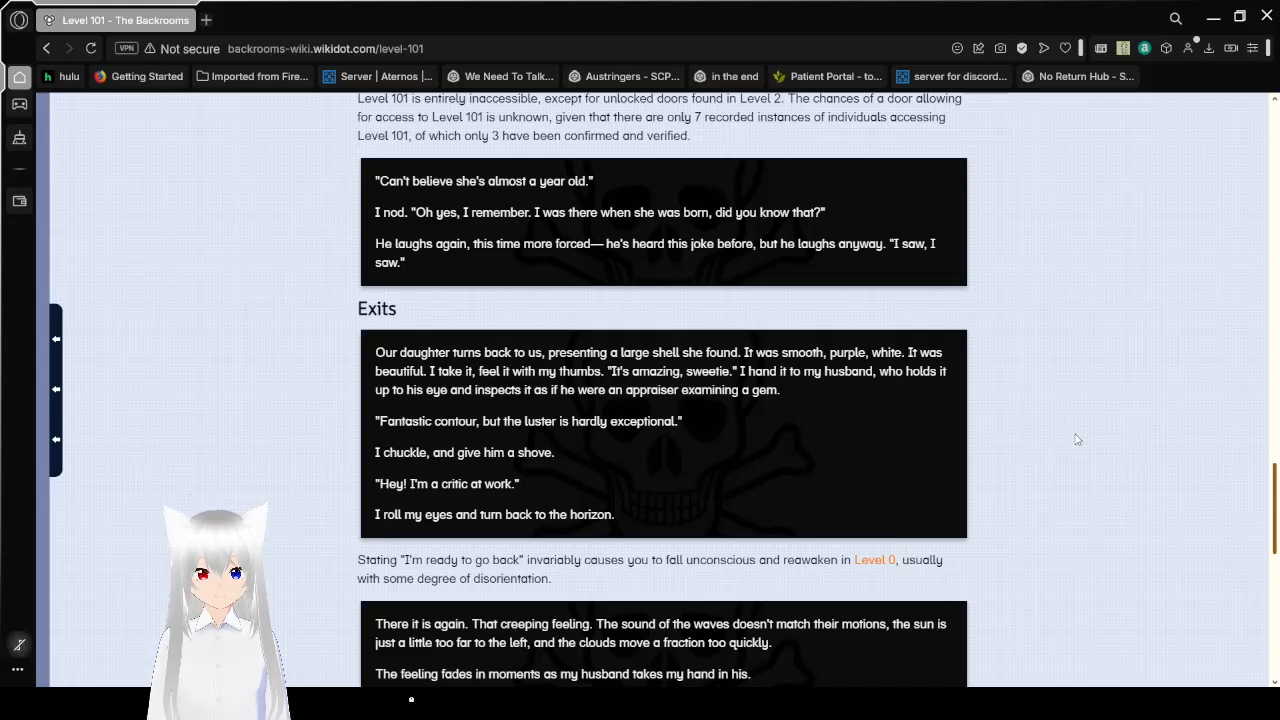 Level 101 - The Backrooms
VPN
Not secure
backrooms-wiki.wikidot.com/level-101
hulu
Getting Started
Imported from Fire...
Server | Aternos |...
We Need To Talk...
Austringers - SCP...
in the end
Patient Portal - to...
server for discord...
No Return Hub - S...
Level 101 is entirely inaccessible, except for unlocked doors found in Level 2. The chances of a door allowing
for access to Level 101 is unknown, given that there are only 7 recorded instances of individuals accessing
Level 101, of which only 3 have been confirmed and verified.
"Can't believe she's almost a year old."
I nod. "Oh yes, I remember. I was there when she was born, did you know that?"
He laughs again, this time more forced— he's heard this joke before, but he laughs anyway. "I saw, I
saw."
Exits
Our daughter turns back to us, presenting a large shell she found. It was smooth, purple, white. It was
beautiful. I take it, feel it with my thumbs. "It's amazing, sweetie." I hand it to my husband, who holds it
up to his eye and inspects it as if he were an appraiser examining a gem.
"Fantastic contour, but the luster is hardly exceptional."
I chuckle, and give him a shove.
"Hey! I'm a critic at work."
I roll my eyes and turn back to the horizon.
Stating "I'm ready to go back" invariably causes you to fall unconscious and reawaken in Level 0, usually
with some degree of disorientation.
There it is again. That creeping feeling. The sound of the waves doesn't match their motions, the sun is
just a little too far to the left, and the clouds move a fraction too quickly.
The feeling fades in moments as my husband takes my hand in his.